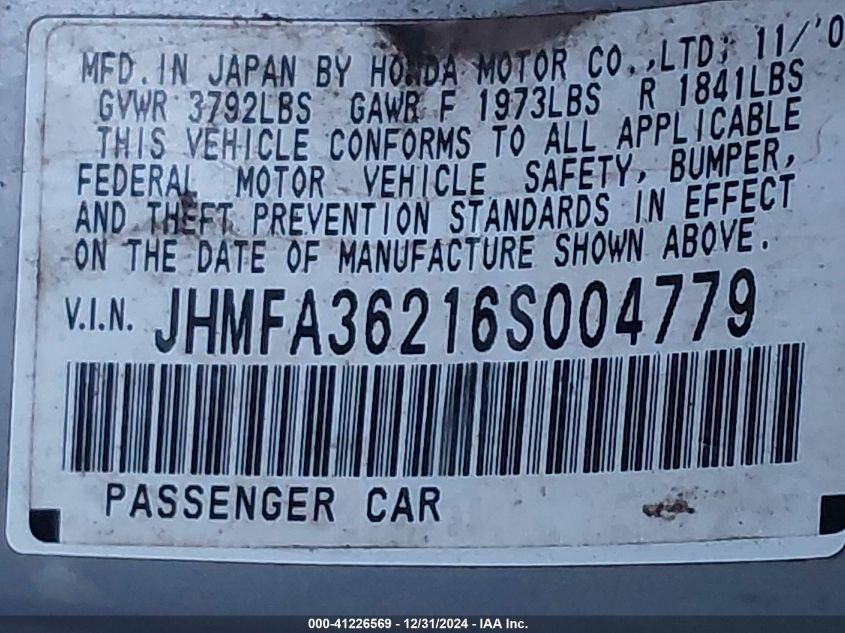 MFD. IN JAPAN BY HONDA MOTOR CO., LTD; 11/'0
GVWR 3792LBS GAWR F 1973LBS R 1841LBS
THIS VEHICLE CONFORMS TO ALL APPLICABLE
FEDERAL MOTOR VEHICLE SAFETY, BUMPER,
AND THEFT PREVENTION STANDARDS IN EFFECT
ON THE DATE OF MANUFACTURE SHOWN ABOVE.
V.I.N. JHMFA36216S004779
PASSENGER CAR
000-41226569 - 12/31/2024 - IAA Inc.